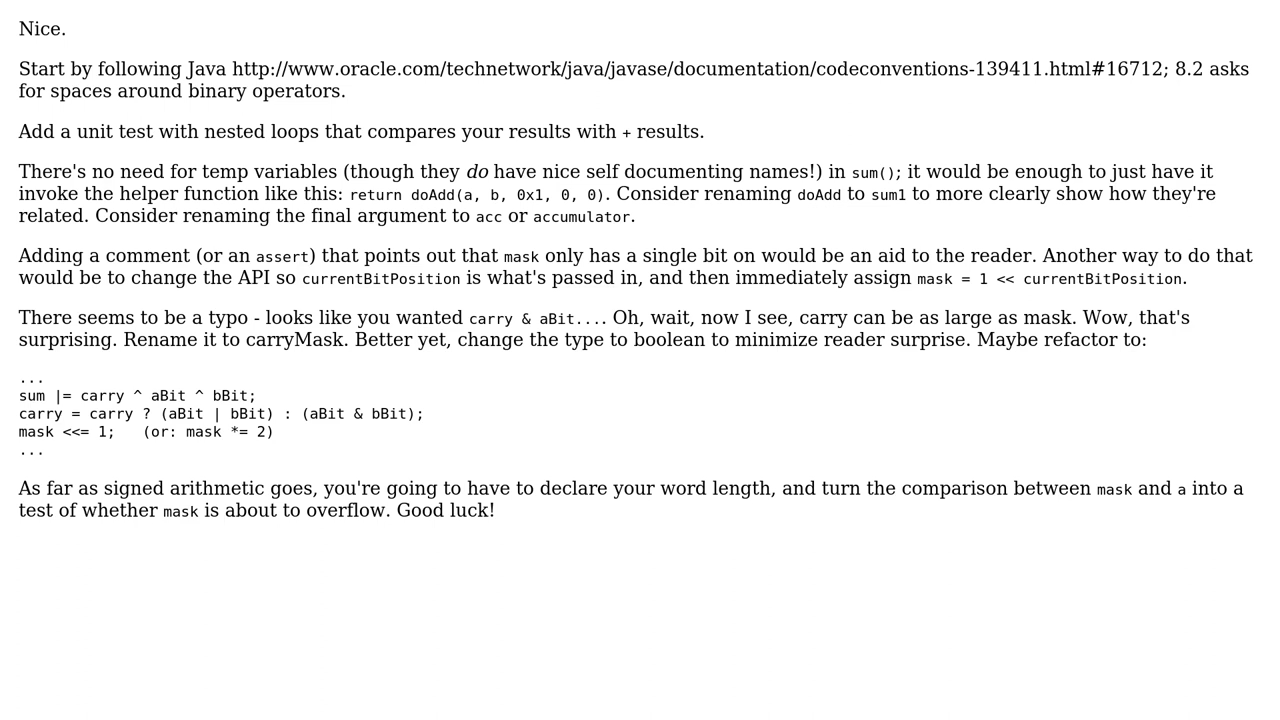 Nice.
Start by following Java http://www.oracle.com/technetwork/java/javase/documentation/codeconventions-139411.html#16712; 8.2 asks
for spaces around binary operators.
Add a unit test with nested loops that compares your results with + results.
There's no need for temp variables (though they do have nice self documenting names!) in sum(); it would be enough to just have it
invoke the helper function like this: return doAdd(a, b, 0x1, 0, 0). Consider renaming doAdd to sum1 to more clearly show how they're
related. Consider renaming the final argument to acc or accumulator.
Adding a comment (or an assert) that points out that mask only has a single bit on would be an aid to the reader. Another way to do that
would be to change the API so currentBitPosition is what's passed in, and then immediately assign mask = 1 << currentBitPosition.
There seems to be a typo - looks like you wanted carry & aBit.... Oh, wait, now I see, carry can be as large as mask. Wow, that's
surprising. Rename it to carryMask. Better yet, change the type to boolean to minimize reader surprise. Maybe refactor to:
...
sum |= carry ^ aBit ^ bBit;
carry = carry ? (aBit | bBit) : (aBit & bBit);
mask <<= 1;   (or: mask *= 2)
...
As far as signed arithmetic goes, you're going to have to declare your word length, and turn the comparison between mask and a into a
test of whether mask is about to overflow. Good luck!